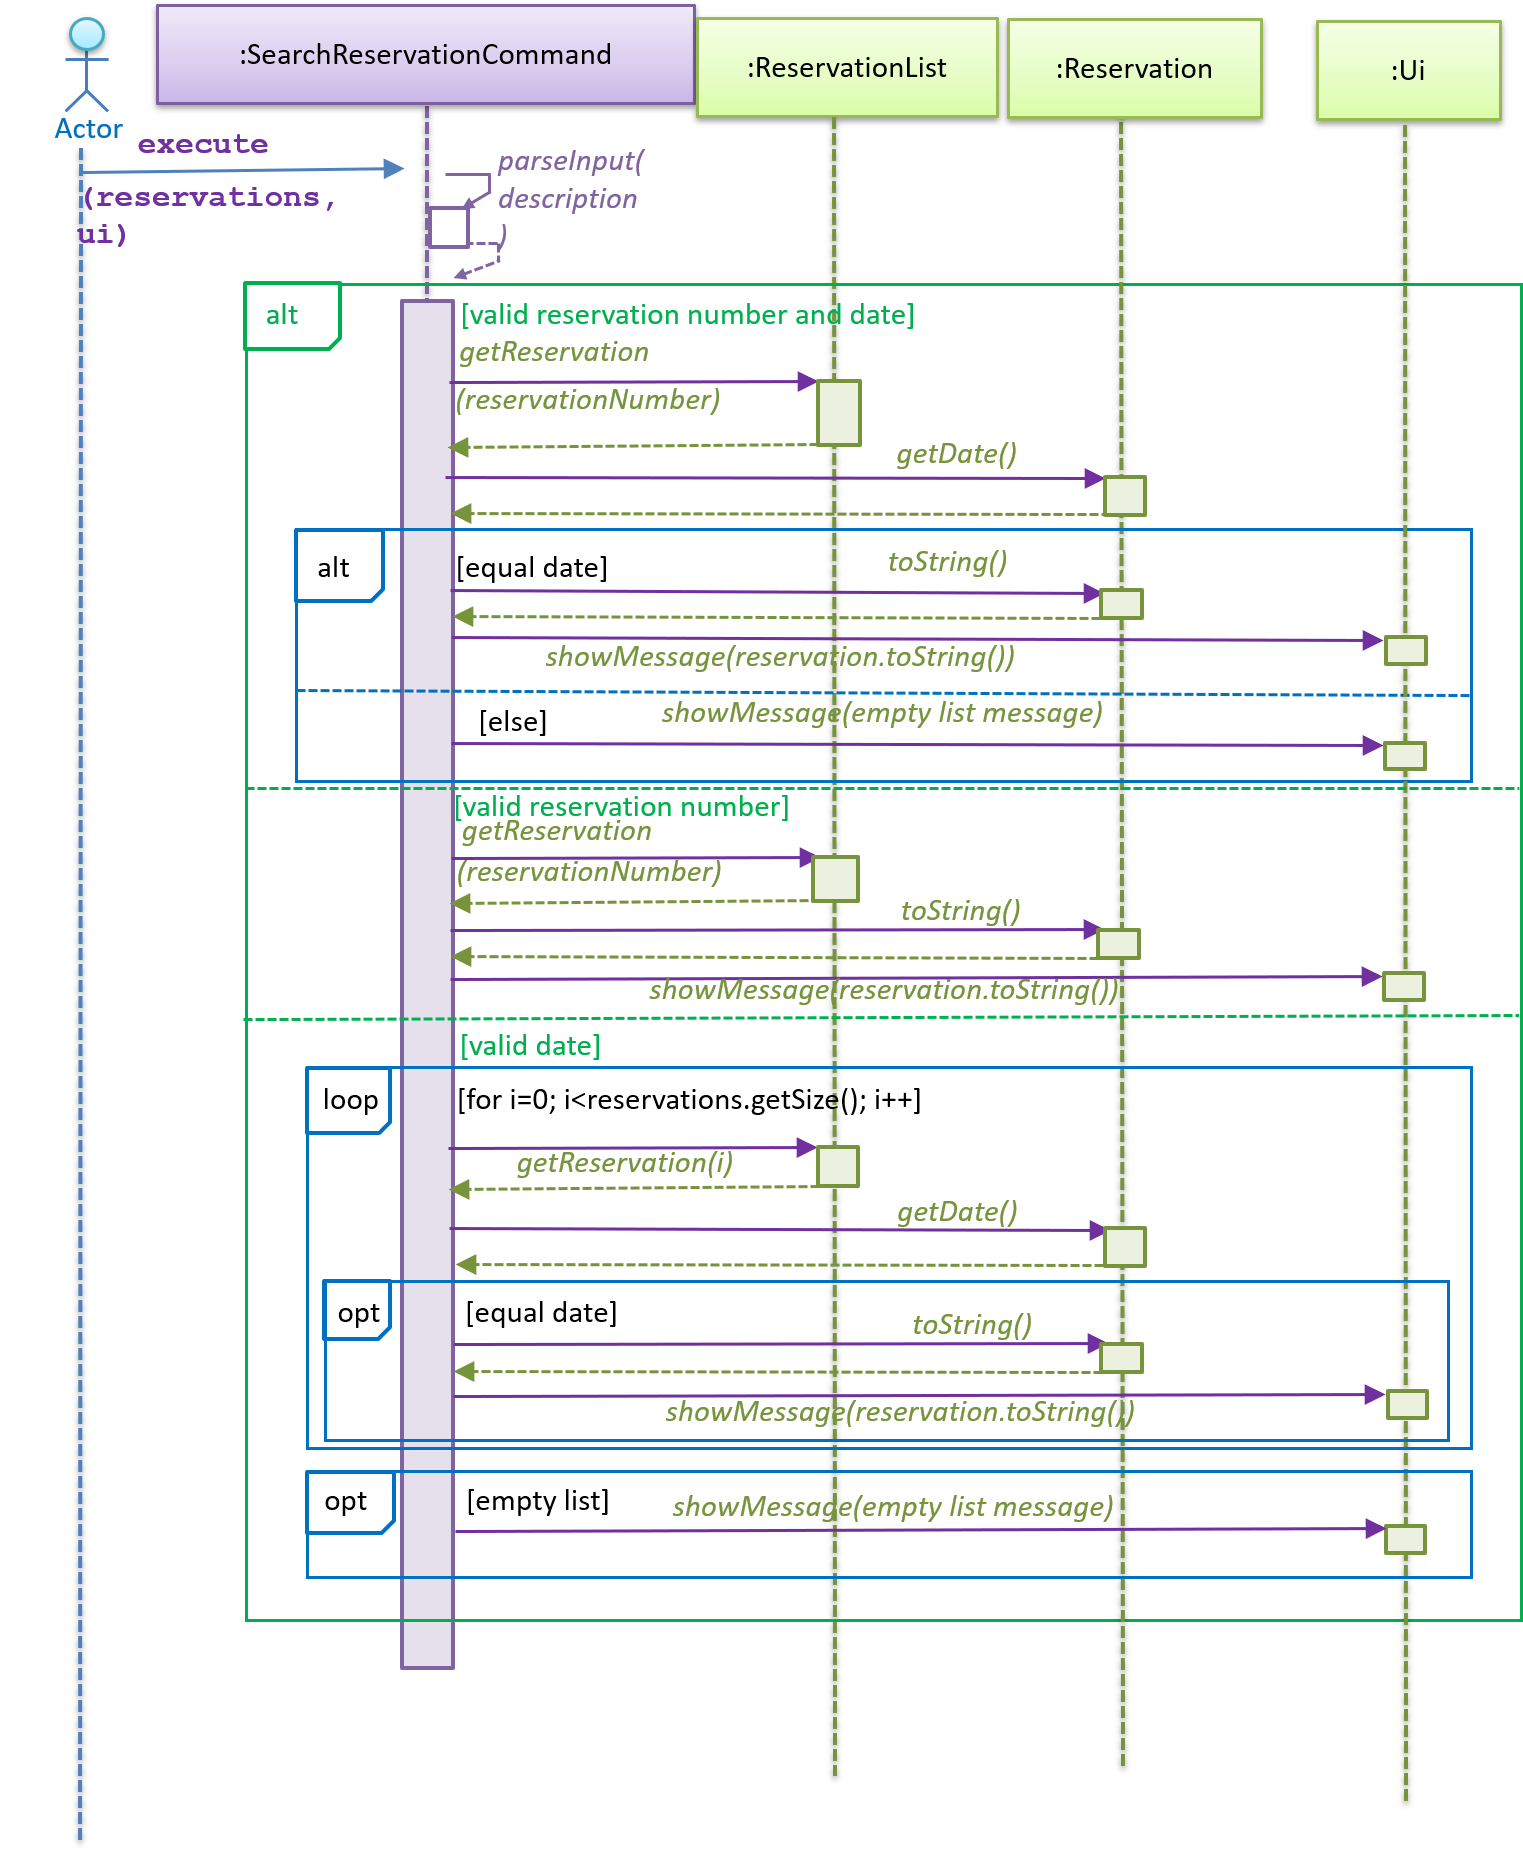 :SearchReservationCommand
:ReservationList
:Reservation
:Ui
Actor
execute
(reservations,
ui)
parseInput(
description
)
alt
[valid reservation number and date]
getReservation
(reservationNumber)
getDate()
alt
[equal date]
toString()
showMessage(reservation.toString())
[else]
showMessage(empty list message)
[valid reservation number]
getReservation
(reservationNumber)
toString()
showMessage(reservation.toString())
[valid date]
loop
[for i=0; i<reservations.getSize(); i++]
getReservation(i)
getDate()
opt
[equal date]
toString()
showMessage(reservation.toString())
opt
[empty list]
showMessage(empty list message)